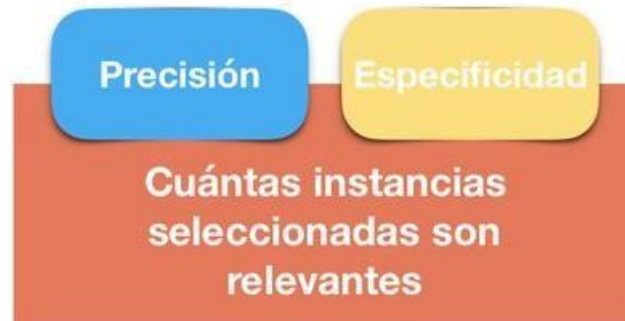 Precisión
Especificidad
Cuántas instancias
seleccionadas son
relevantes